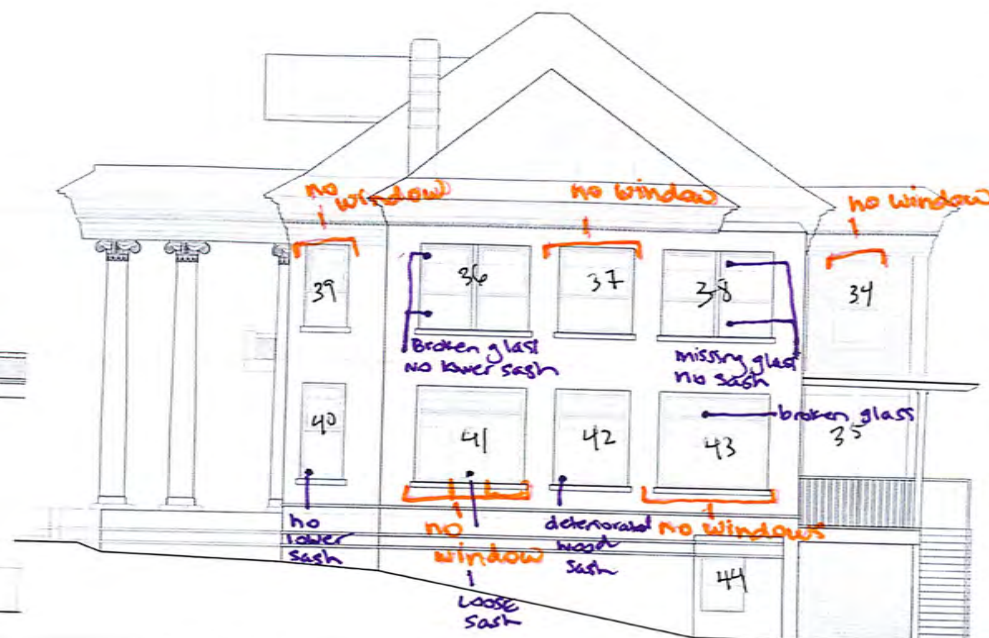 no
window
no window
no window
39
36
37
38
34
Broken glass
No lower sash
missing glass
no sash
broken glass
40
41
42
43
35
no
lower
sash
no
window
loose
sash
deteriorated
wood
sash
no windows
44